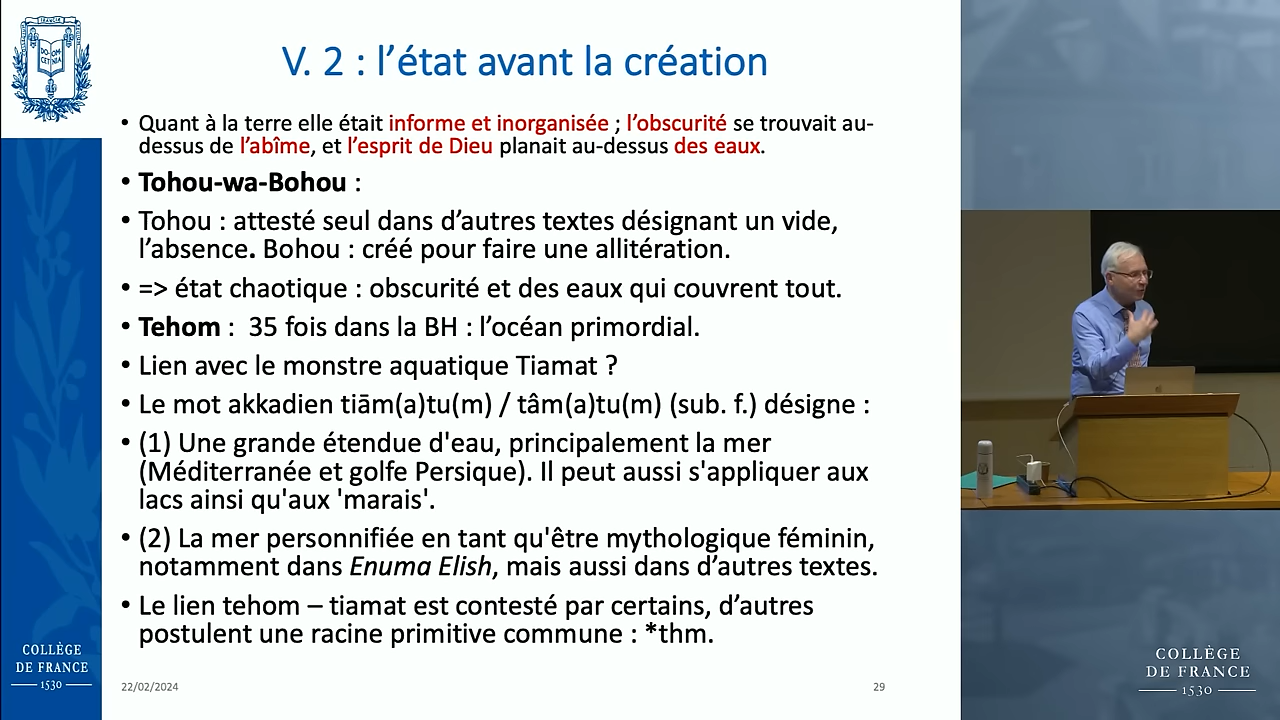 V. 2 : l’état avant la création
• Quant à la terre elle était informe et inorganisée ; l’obscurité se trouvait au-
dessus de l’abîme, et l’esprit de Dieu planait au-dessus des eaux.
• Tohou-wa-Bohou :
• Tohou : attesté seul dans d’autres textes désignant un vide,
l’absence. Bohou : créé pour faire une allitération.
• => état chaotique : obscurité et des eaux qui couvrent tout.
• Tehom : 35 fois dans la BH : l’océan primordial.
• Lien avec le monstre aquatique Tiamat ?
• Le mot akkadien tiām(a)tu(m) / tâm(a)tu(m) (sub. f.) désigne :
• (1) Une grande étendue d'eau, principalement la mer
(Méditerranée et golfe Persique). Il peut aussi s'appliquer aux
lacs ainsi qu'aux 'marais'.
• (2) La mer personnifiée en tant qu'être mythologique féminin,
notamment dans Enuma Elish, mais aussi dans d’autres textes.
• Le lien tehom – tiamat est contesté par certains, d’autres
postulent une racine primitive commune : *thm.
22/02/2024
29
COLLÈGE
DE FRANCE
1530
COLLÈGE
DE FRANCE
1530